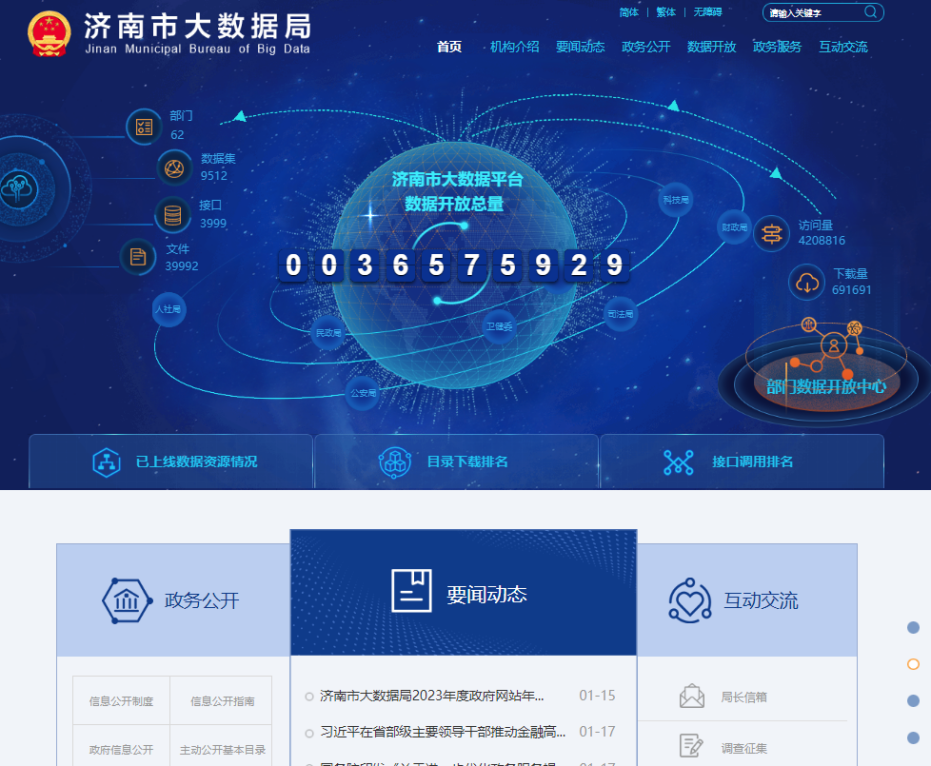 济南市大数据局
Jinan Municipal Bureau of Big Data
简体 | 繁体 | 无障碍
请输入关键字
首页 机构介绍 要闻动态 政务公开 数据开放 政务服务 互动交流
部门
62
数据集
9512
接口
3999
文件
39992
济南市大数据平台
数据开放总量
0036575929
科技局
财政局
访问量
4208816
下载量
691691
人社局
民政局
卫健委
司法局
公安局
部门数据开放中心
已上线数据资源情况
目录下载排名
接口调用排名
政务公开
要闻动态
互动交流
信息公开制度 信息公开指南
政府信息公开 主动公开基本目录
济南市大数据局2023年度政府网站年... 01-15
习近平在省部级主要领导干部推动金融高... 01-17
局长信箱
调查征集